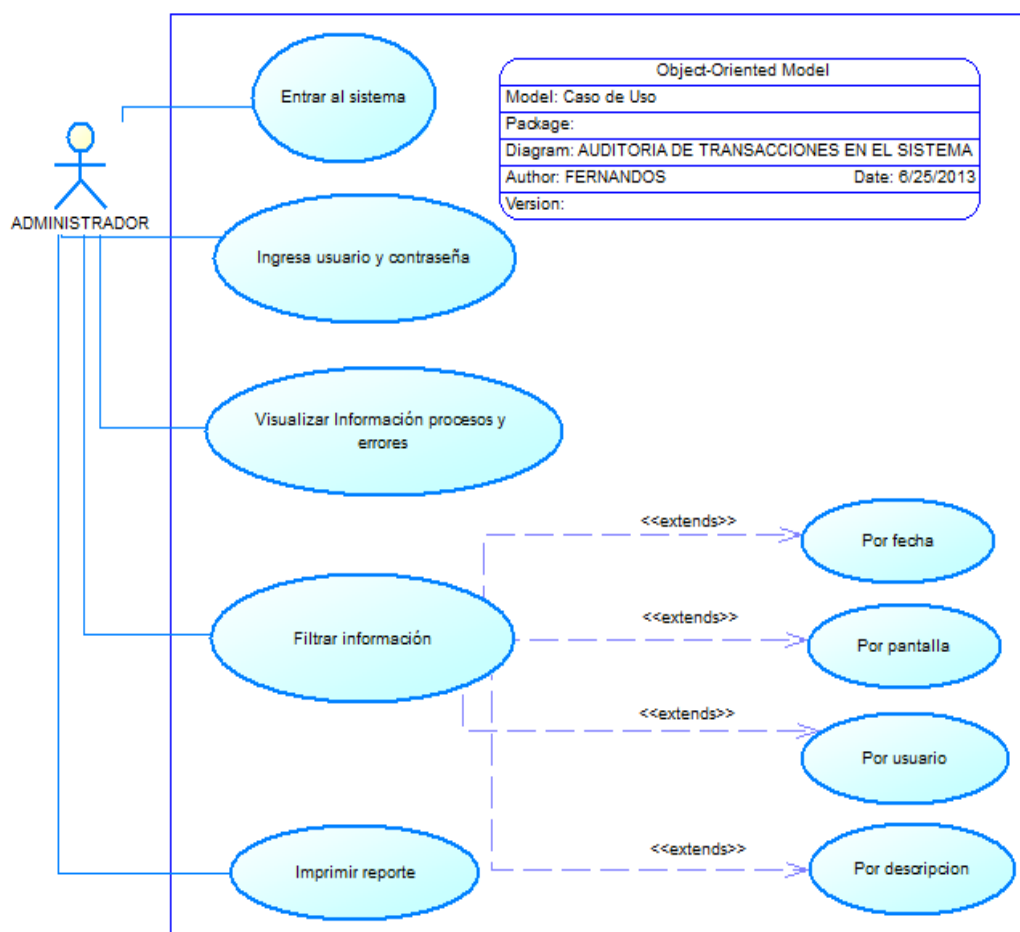 Entrar al sistema
Object-Oriented Model
Model: Caso de Uso
Package:
Diagram: AUDITORIA DE TRANSACCIONES EN EL SISTEMA
Author: FERNANDOS Date: 6/25/2013
Version:
ADMINISTRADOR
Ingresa usuario y contraseña
Visualizar Información procesos y
errores
<<extends>>
Por fecha
<<extends>>
Filtrar información
Por pantalla
<<extends>>
Por usuario
<<extends>>
Imprimir reporte
Por descripcion